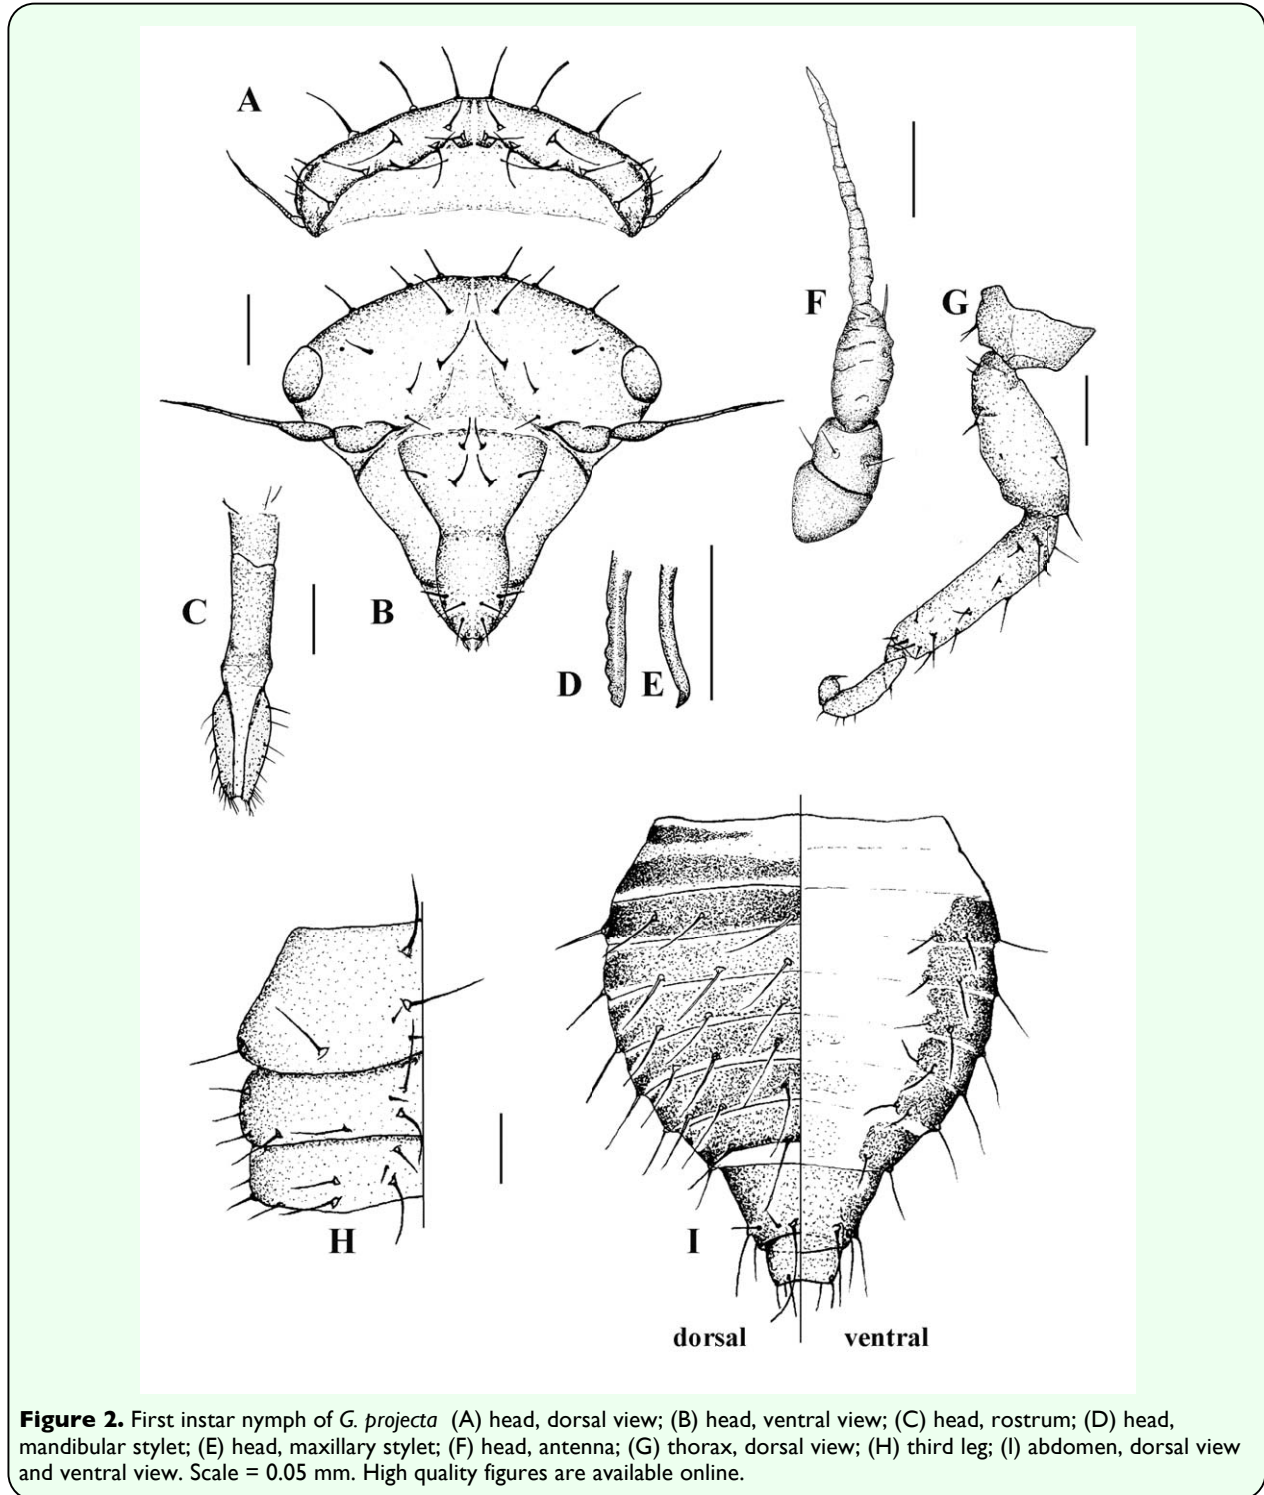 A
F
G
C
B
D
E
H
I
dorsal
ventral
Figure 2. First instar nymph of G. projecta (A) head, dorsal view; (B) head, ventral view; (C) head, rostrum; (D) head,
mandibular stylet; (E) head, maxillary stylet; (F) head, antenna; (G) thorax, dorsal view; (H) third leg; (I) abdomen, dorsal view
and ventral view. Scale = 0.05 mm. High quality figures are available online.